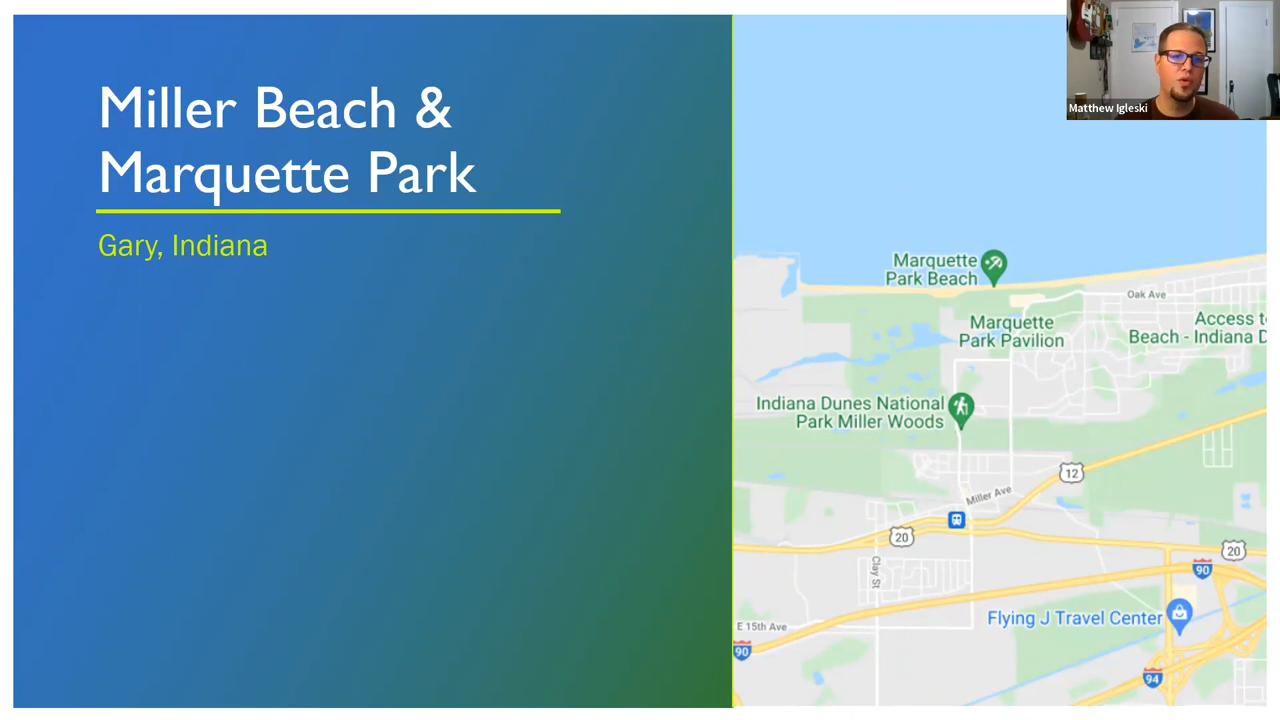 Miller Beach &
Marquette Park
Gary, Indiana
Matthew Igleski
Marquette
Park Beach
Oak Ave
Marquette
Park Pavilion
Access t
Beach - Indiana D
Indiana Dunes National
Park Miller Woods
12
Miller Ave
20
20
90
Clay St
Flying J Travel Center
E 15th Ave
90
94